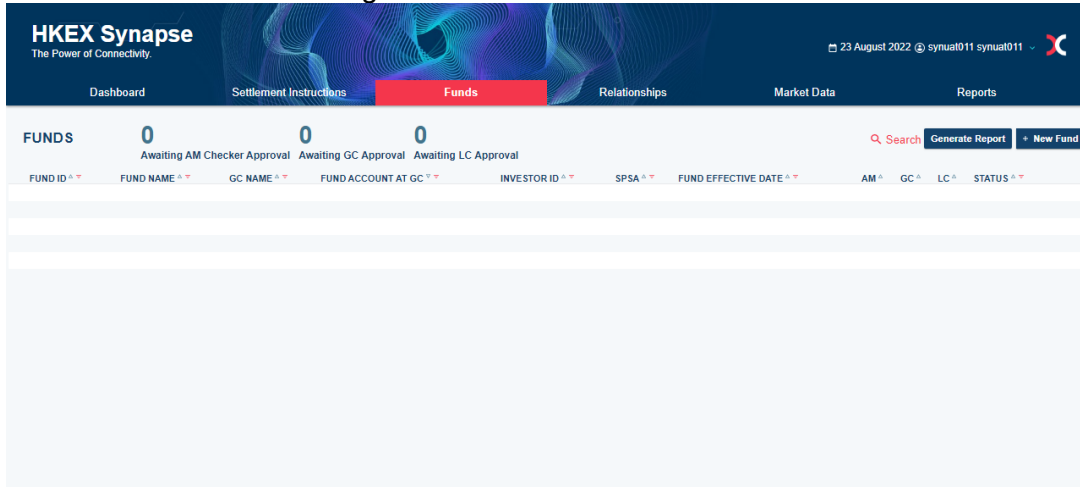 HKEX Synapse
The Power of Connectivity.
23 August 2022 synuat011 synuat011
Dashboard Settlement Instructions Funds Relationships Market Data Reports
FUNDS 0 0 0 Search Generate Report + New Fund
Awaiting AM Checker Approval Awaiting GC Approval Awaiting LC Approval
FUND ID FUND NAME GC NAME FUND ACCOUNT AT GC INVESTOR ID SPSA FUND EFFECTIVE DATE AM GC LC STATUS